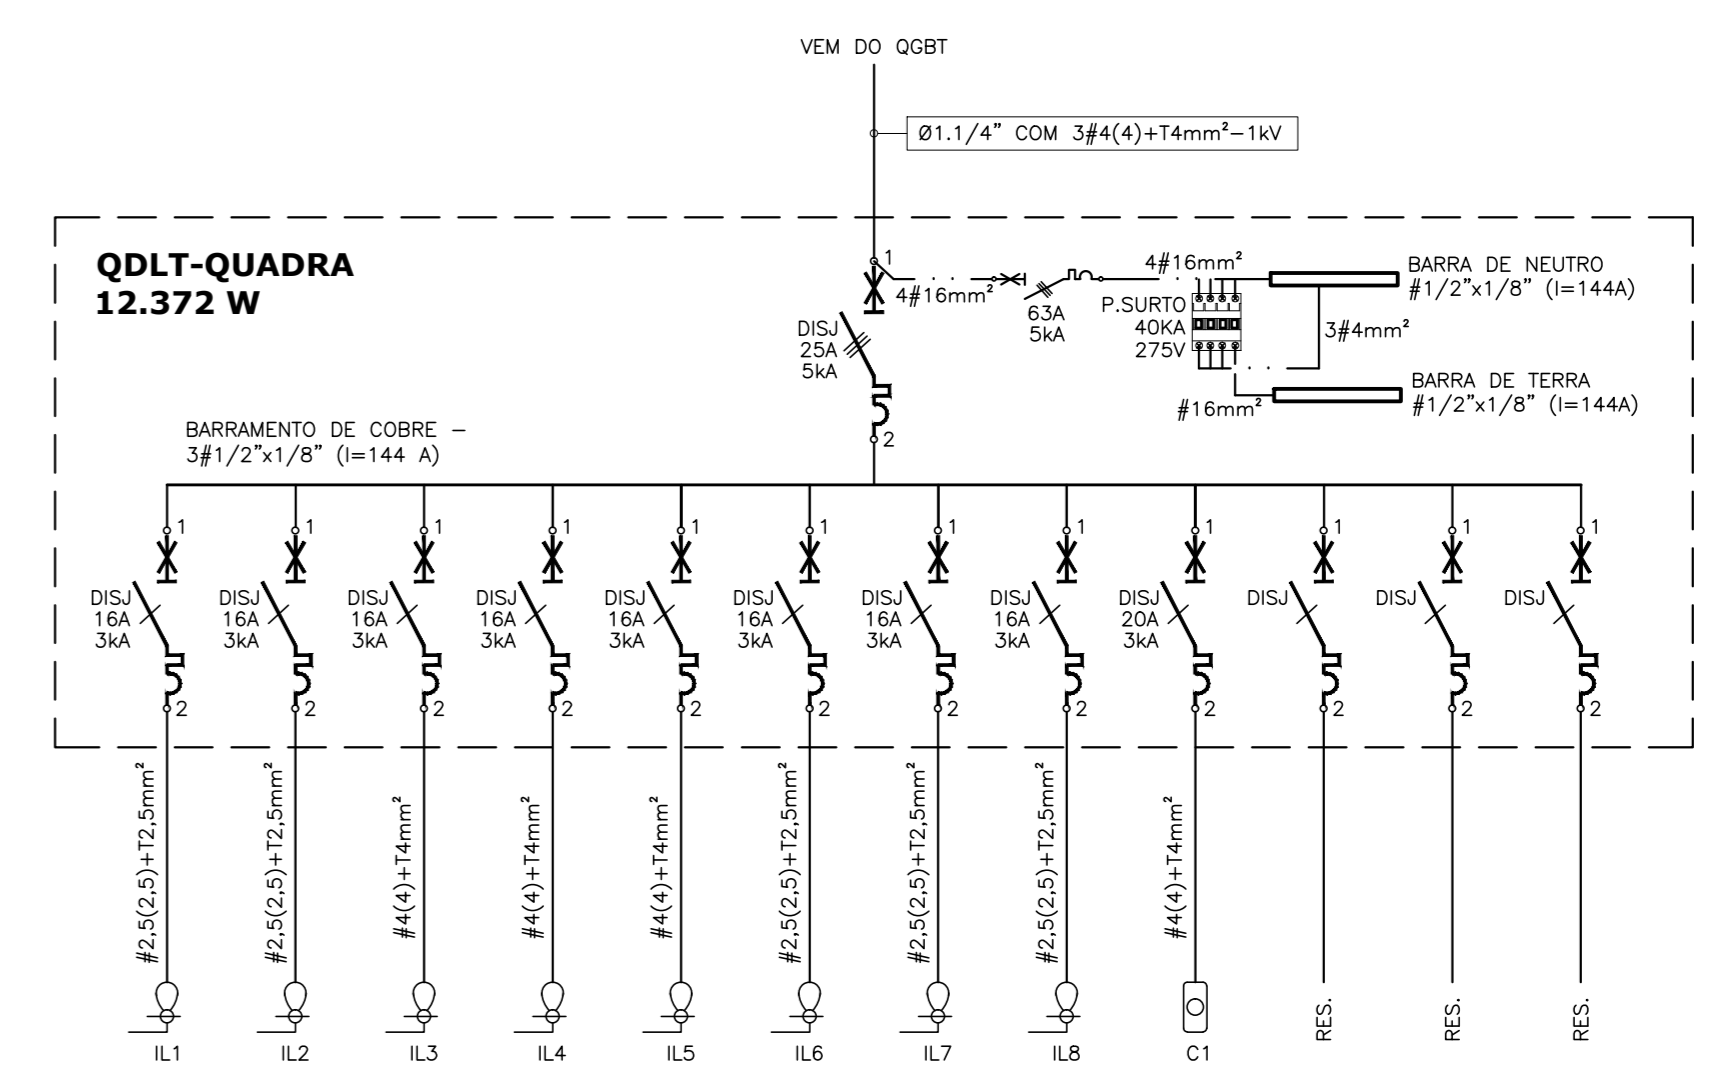 VEM DO QGBT
Ø1.1/4" COM 3#4(4)+T4mm²-1kV
QDLT-QUADRA
12.372 W
1
4#16mm²
63A
5kA
4#16mm²
P.SURTO
40KA
275V
BARRA DE NEUTRO
#1/2"x1/8" (I=144A)
3#4mm²
BARRA DE TERRA
#1/2"x1/8" (I=144A)
#16mm²
DISJ
25A
5kA
2
BARRAMENTO DE COBRE -
3#1/2"x1/8" (I=144 A)
1 1 1 1 1 1 1 1 1 1 1 1
DISJ DISJ DISJ DISJ DISJ DISJ DISJ DISJ DISJ DISJ DISJ DISJ
16A 16A 16A 16A 16A 16A 16A 16A 20A
3kA 3kA 3kA 3kA 3kA 3kA 3kA 3kA 3kA
2 2 2 2 2 2 2 2 2 2 2 2
#2,5(2,5)+T2,5mm²
#2,5(2,5)+T2,5mm²
#4(4)+T4mm²
#4(4)+T4mm²
#4(4)+T4mm²
#2,5(2,5)+T2,5mm²
#2,5(2,5)+T2,5mm²
#2,5(2,5)+T2,5mm²
#4(4)+T4mm²
IL1 IL2 IL3 IL4 IL5 IL6 IL7 IL8 C1 RES. RES. RES.